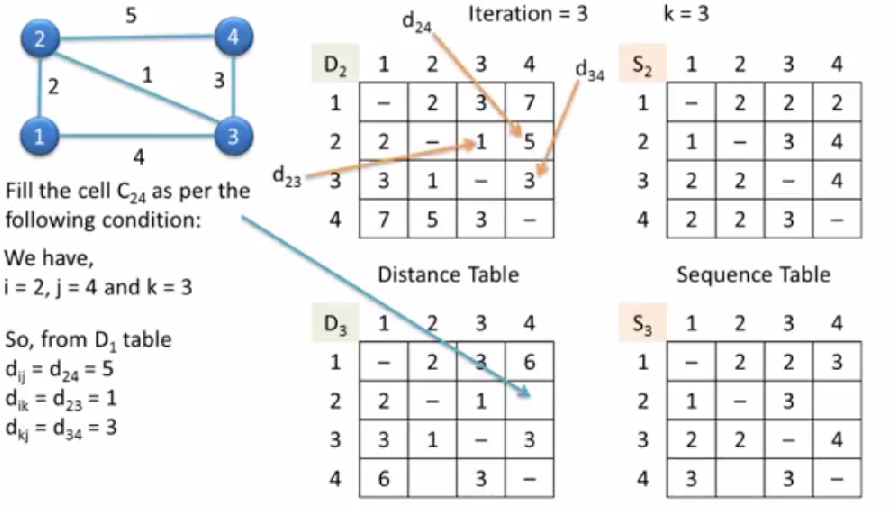 5
d24 Iteration = 3 k = 3
2 4
2 1 3
1 3
4
D2 1 2 3 4
1 – 2 3 7
2 2 – 1 5
3 3 1 – 3
4 7 5 3 –
d34
d23
S2 1 2 3 4
1 – 2 2 2
2 1 – 3 4
3 2 2 – 4
4 2 2 3 –
Fill the cell C24 as per the
following condition:
We have,
i = 2, j = 4 and k = 3
So, from D1 table
dij = d24 = 5
dik = d23 = 1
dkj = d34 = 3
Distance Table
Sequence Table
D3 1 2 3 4
1 – 2 3 6
2 2 – 1
3 3 1 – 3
4 6 3 –
S3 1 2 3 4
1 – 2 2 3
2 1 – 3
3 2 2 – 4
4 3 3 –